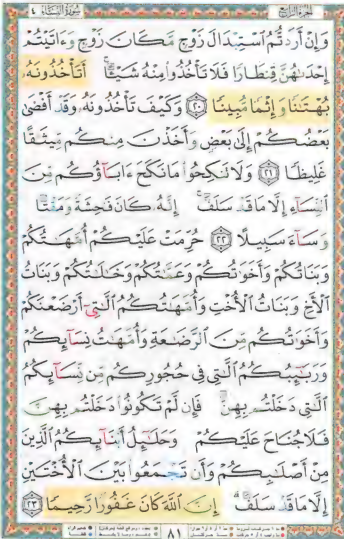 الجزء الرابع
سورة النساء ٤
وَإِنْ أَرَدتُّمُ ٱسْتِبْدَالَ زَوْجٍ مَّكَانَ زَوْجٍ وَءَاتَيْتُمْ
إِحْدَىٰهُنَّ قِنطَارًا فَلَا تَأْخُذُوا۟ مِنْهُ شَيْـًٔا ۚ أَتَأْخُذُونَهُۥ
بُهْتَٰنًا وَإِثْمًا مُّبِينًا ﴿٢٠﴾ وَكَيْفَ تَأْخُذُونَهُۥ وَقَدْ أَفْضَىٰ
بَعْضُكُمْ إِلَىٰ بَعْضٍ وَأَخَذْنَ مِنكُم مِّيثَٰقًا
غَلِيظًا ﴿٢١﴾ وَلَا تَنكِحُوا۟ مَا نَكَحَ ءَابَآؤُكُم مِّنَ
ٱلنِّسَآءِ إِلَّا مَا قَدْ سَلَفَ ۚ إِنَّهُۥ كَانَ فَٰحِشَةً وَمَقْتًا
وَسَآءَ سَبِيلًا ﴿٢٢﴾ حُرِّمَتْ عَلَيْكُمْ أُمَّهَٰتُكُمْ
وَبَنَاتُكُمْ وَأَخَوَٰتُكُمْ وَعَمَّٰتُكُمْ وَخَٰلَٰتُكُمْ وَبَنَاتُ
ٱلْأَخِ وَبَنَاتُ ٱلْأُخْتِ وَأُمَّهَٰتُكُمُ ٱلَّٰتِىٓ أَرْضَعْنَكُمْ
وَأَخَوَٰتُكُم مِّنَ ٱلرَّضَٰعَةِ وَأُمَّهَٰتُ نِسَآئِكُمْ
وَرَبَٰٓئِبُكُمُ ٱلَّٰتِى فِى حُجُورِكُم مِّن نِّسَآئِكُمُ
ٱلَّٰتِى دَخَلْتُم بِهِنَّ فَإِن لَّمْ تَكُونُوا۟ دَخَلْتُم بِهِنَّ
فَلَا جُنَاحَ عَلَيْكُمْ وَحَلَٰٓئِلُ أَبْنَآئِكُمُ ٱلَّذِينَ
مِنْ أَصْلَٰبِكُمْ وَأَن تَجْمَعُوا۟ بَيْنَ ٱلْأُخْتَيْنِ
إِلَّا مَا قَدْ سَلَفَ ۗ إِنَّ ٱللَّهَ كَانَ غَفُورًا رَّحِيمًا ﴿٢٣﴾
٨١